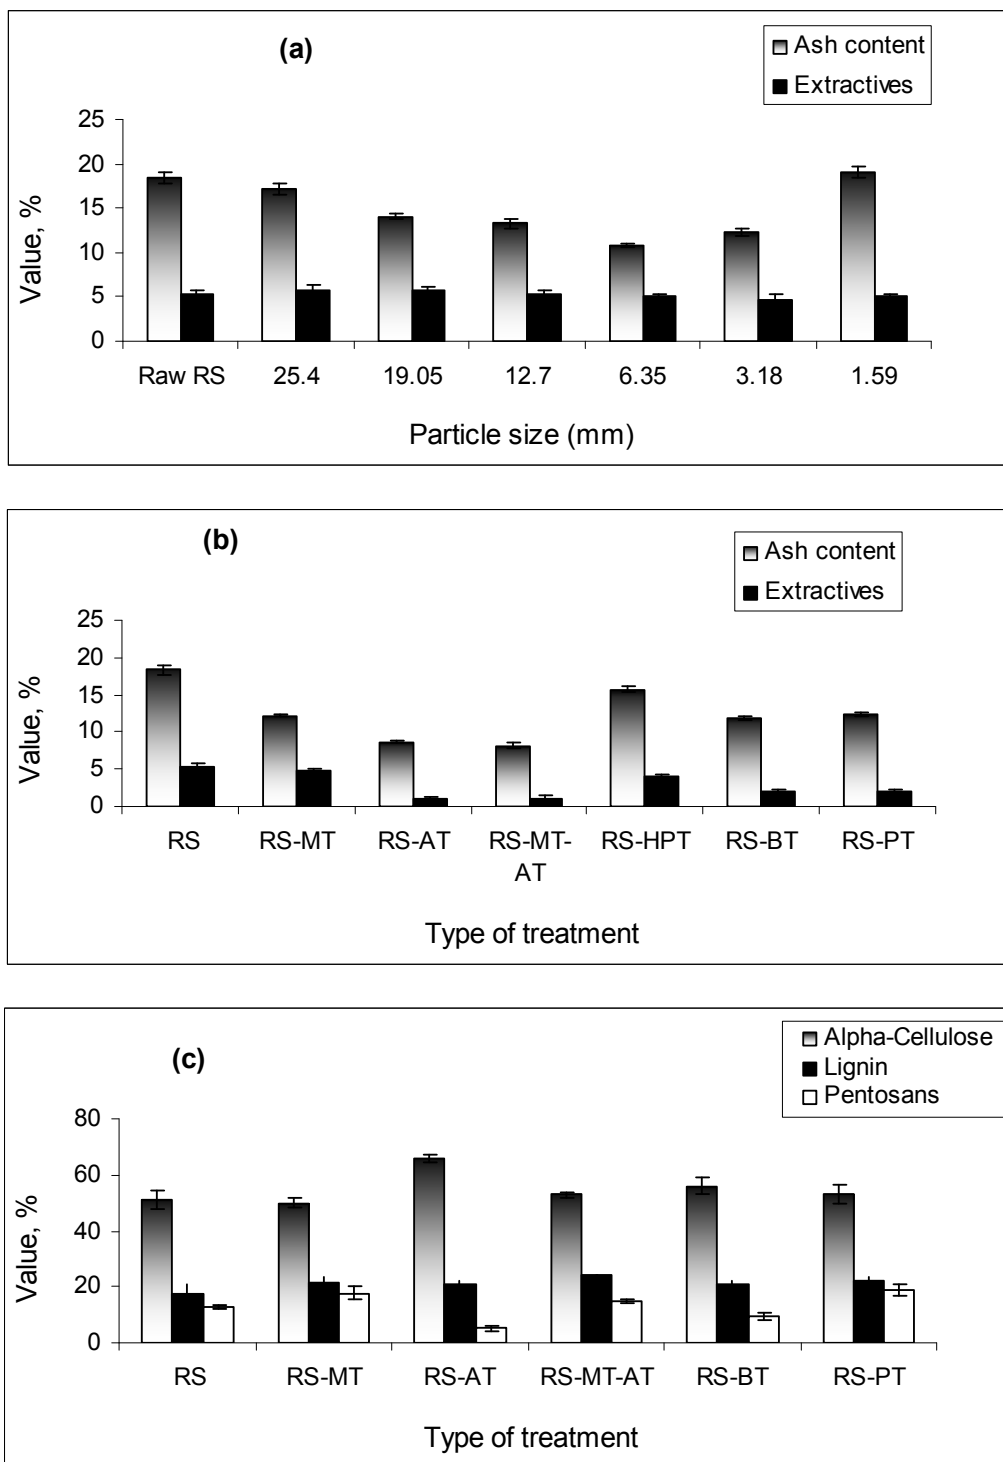 (a)
Ash content
Extractives
25
20
15
10
5
0
Value, %
Raw RS 25.4 19.05 12.7 6.35 3.18 1.59
Particle size (mm)
(b)
Ash content
Extractives
25
20
15
10
5
0
Value, %
RS RS-MT RS-AT RS-MT- RS-HPT RS-BT RS-PT
AT
Type of treatment
(c)
Alpha-Cellulose
Lignin
Pentosans
80
60
40
20
0
Value, %
RS RS-MT RS-AT RS-MT-AT RS-BT RS-PT
Type of treatment